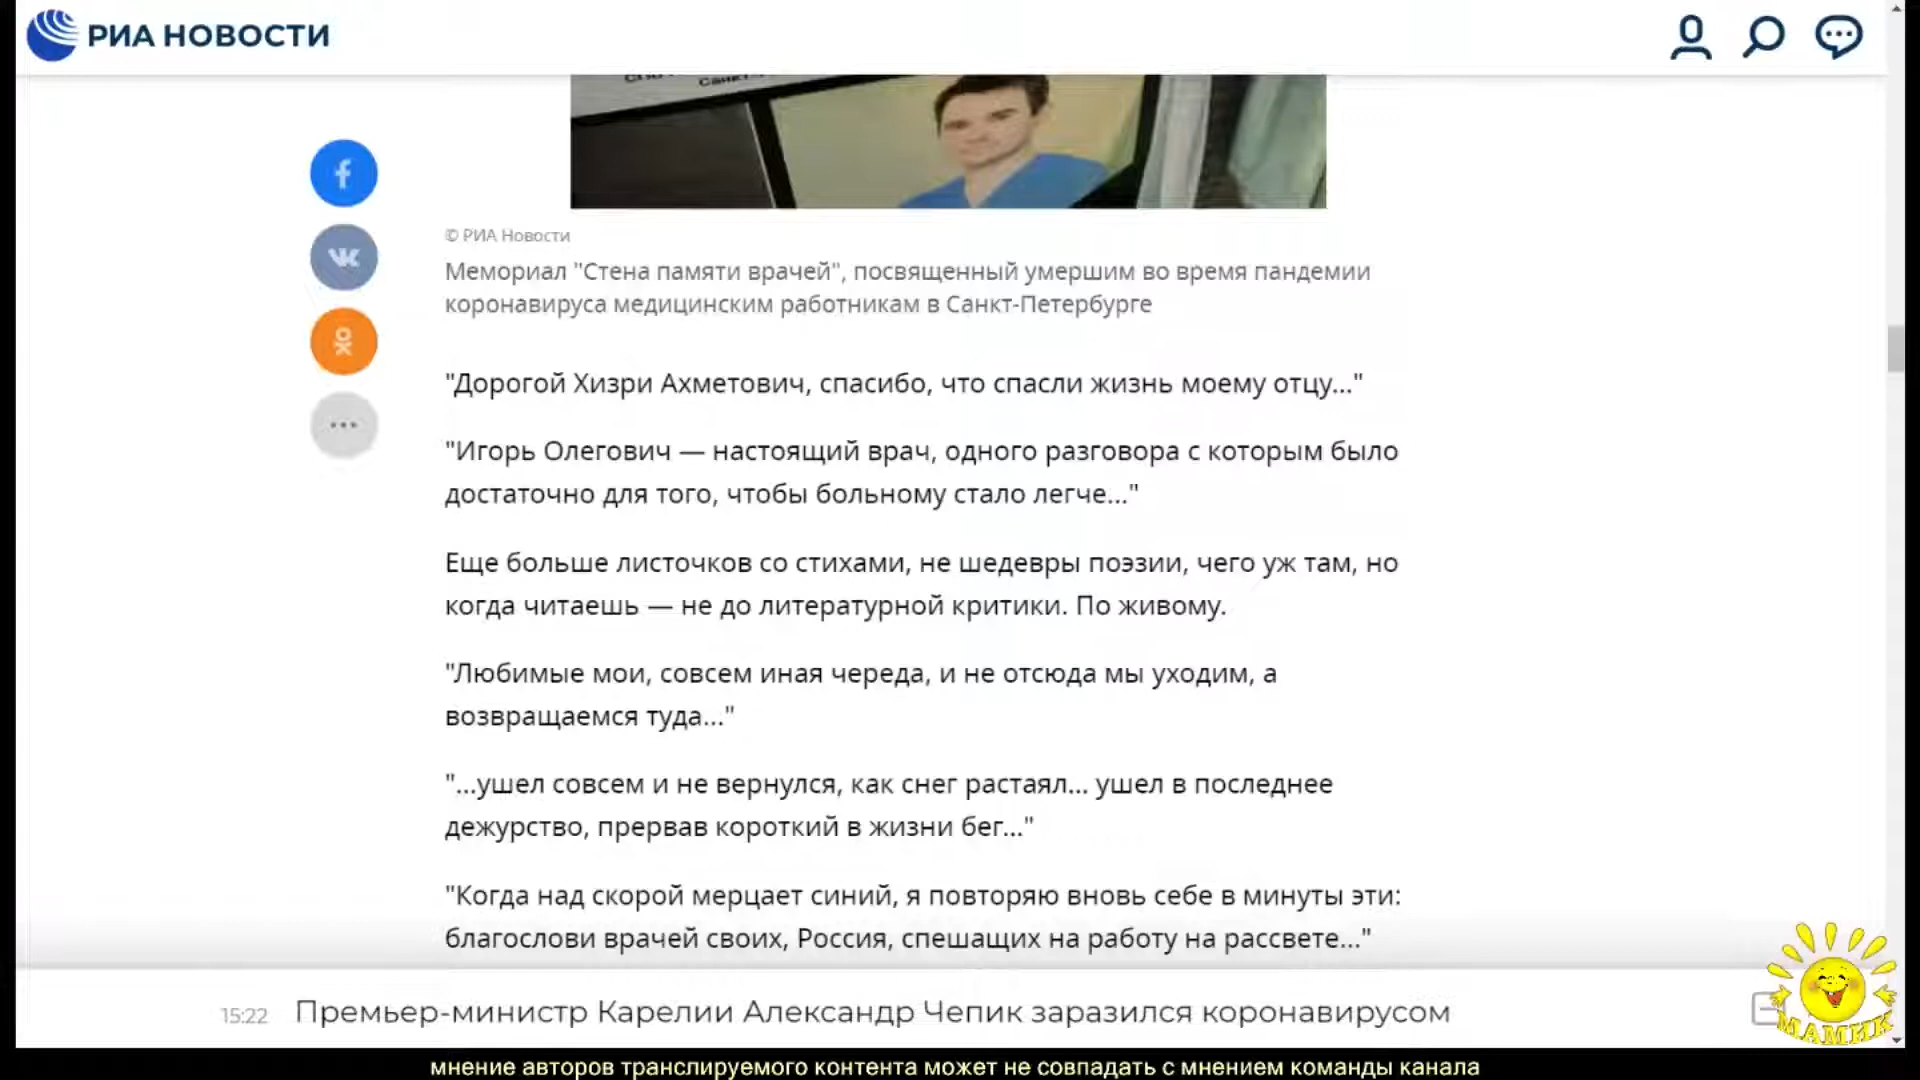 РИА НОВОСТИ
© РИА Новости
Мемориал "Стена памяти врачей", посвященный умершим во время пандемии
коронавируса медицинским работникам в Санкт-Петербурге
"Дорогой Хизри Ахметович, спасибо, что спасли жизнь моему отцу..."
"Игорь Олегович — настоящий врач, одного разговора с которым было
достаточно для того, чтобы больному стало легче..."
Еще больше листочков со стихами, не шедевры поэзии, чего уж там, но
когда читаешь — не до литературной критики. По живому.
"Любимые мои, совсем иная череда, и не отсюда мы уходим, а
возвращаемся туда..."
"...ушел совсем и не вернулся, как снег растаял... ушел в последнее
дежурство, прервав короткий в жизни бег..."
"Когда над скорой мерцает синий, я повторяю вновь себе в минуты эти:
благослови врачей своих, Россия, спешащих на работу на рассвете..."
15:22 Премьер-министр Карелии Александр Чепик заразился коронавирусом
МАМИК
мнение авторов транслируемого контента может не совпадать с мнением команды канала